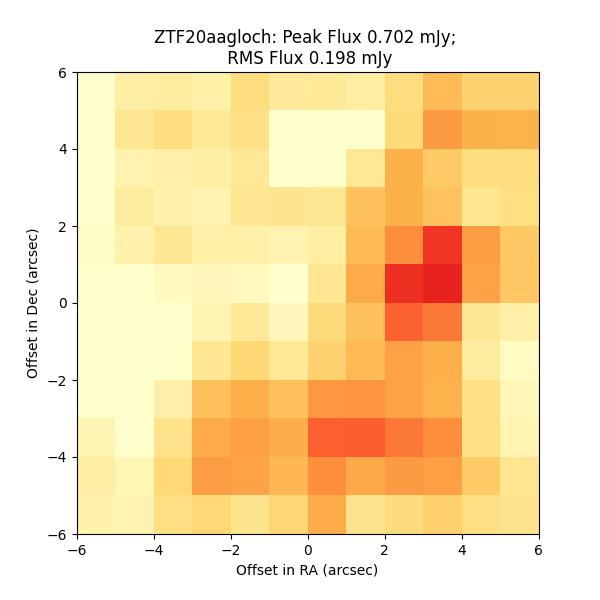 ZTF20aagloch: Peak Flux 0.702 mJy;
RMS Flux 0.198 mJy
6
4
2
0
−2
−4
−6
Offset in Dec (arcsec)
−6 −4 −2 0 2 4 6
Offset in RA (arcsec)